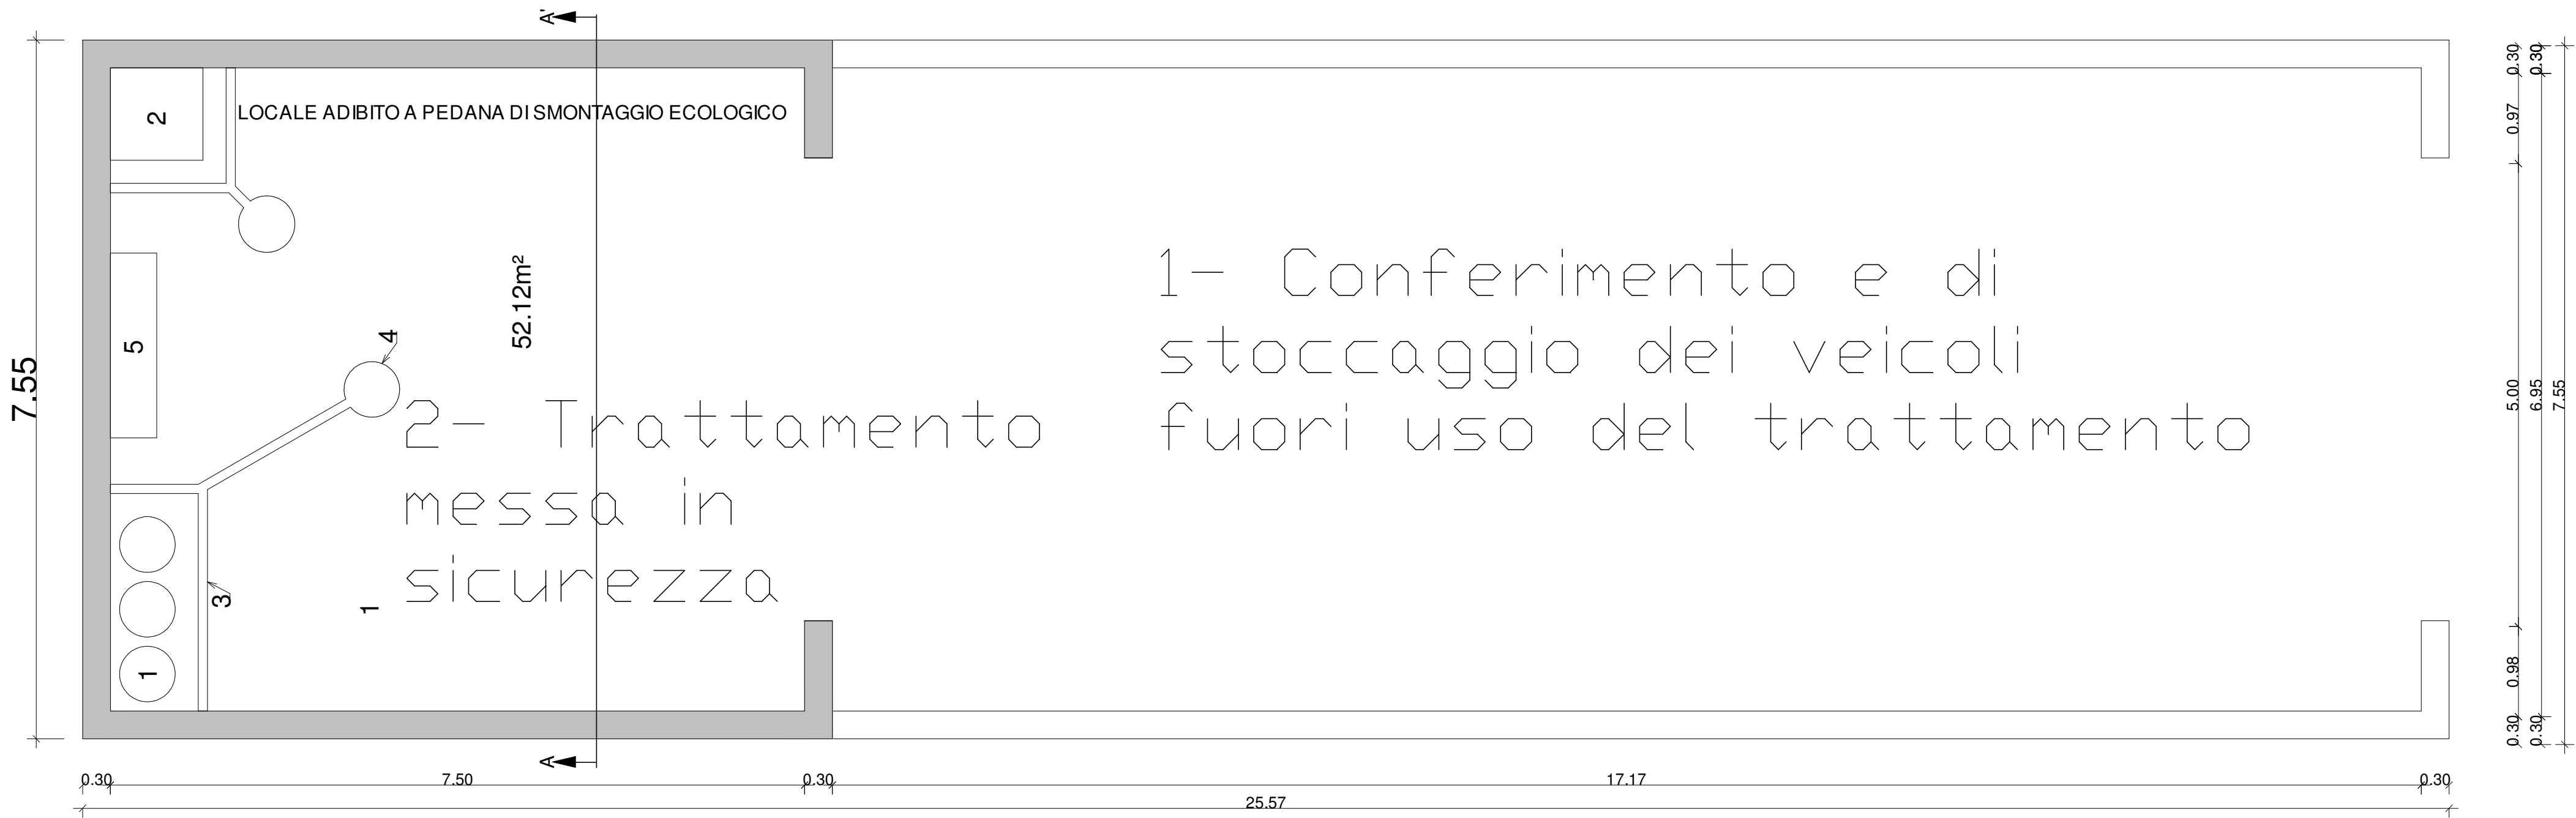 A'
7.55
2
LOCALE ADIBITO A PEDANA DI SMONTAGGIO ECOLOGICO
5
4
52.12m²
2- Trattamento
messa in
sicurezza
3
1
1
1- Conferimento e di
stoccaggio dei veicoli
fuori uso del trattamento
0.30
0.97
5.00
0.98
0.30
0.30
6.95
0.30
7.55
A
0.30
7.50
0.30
17.17
0.30
25.57